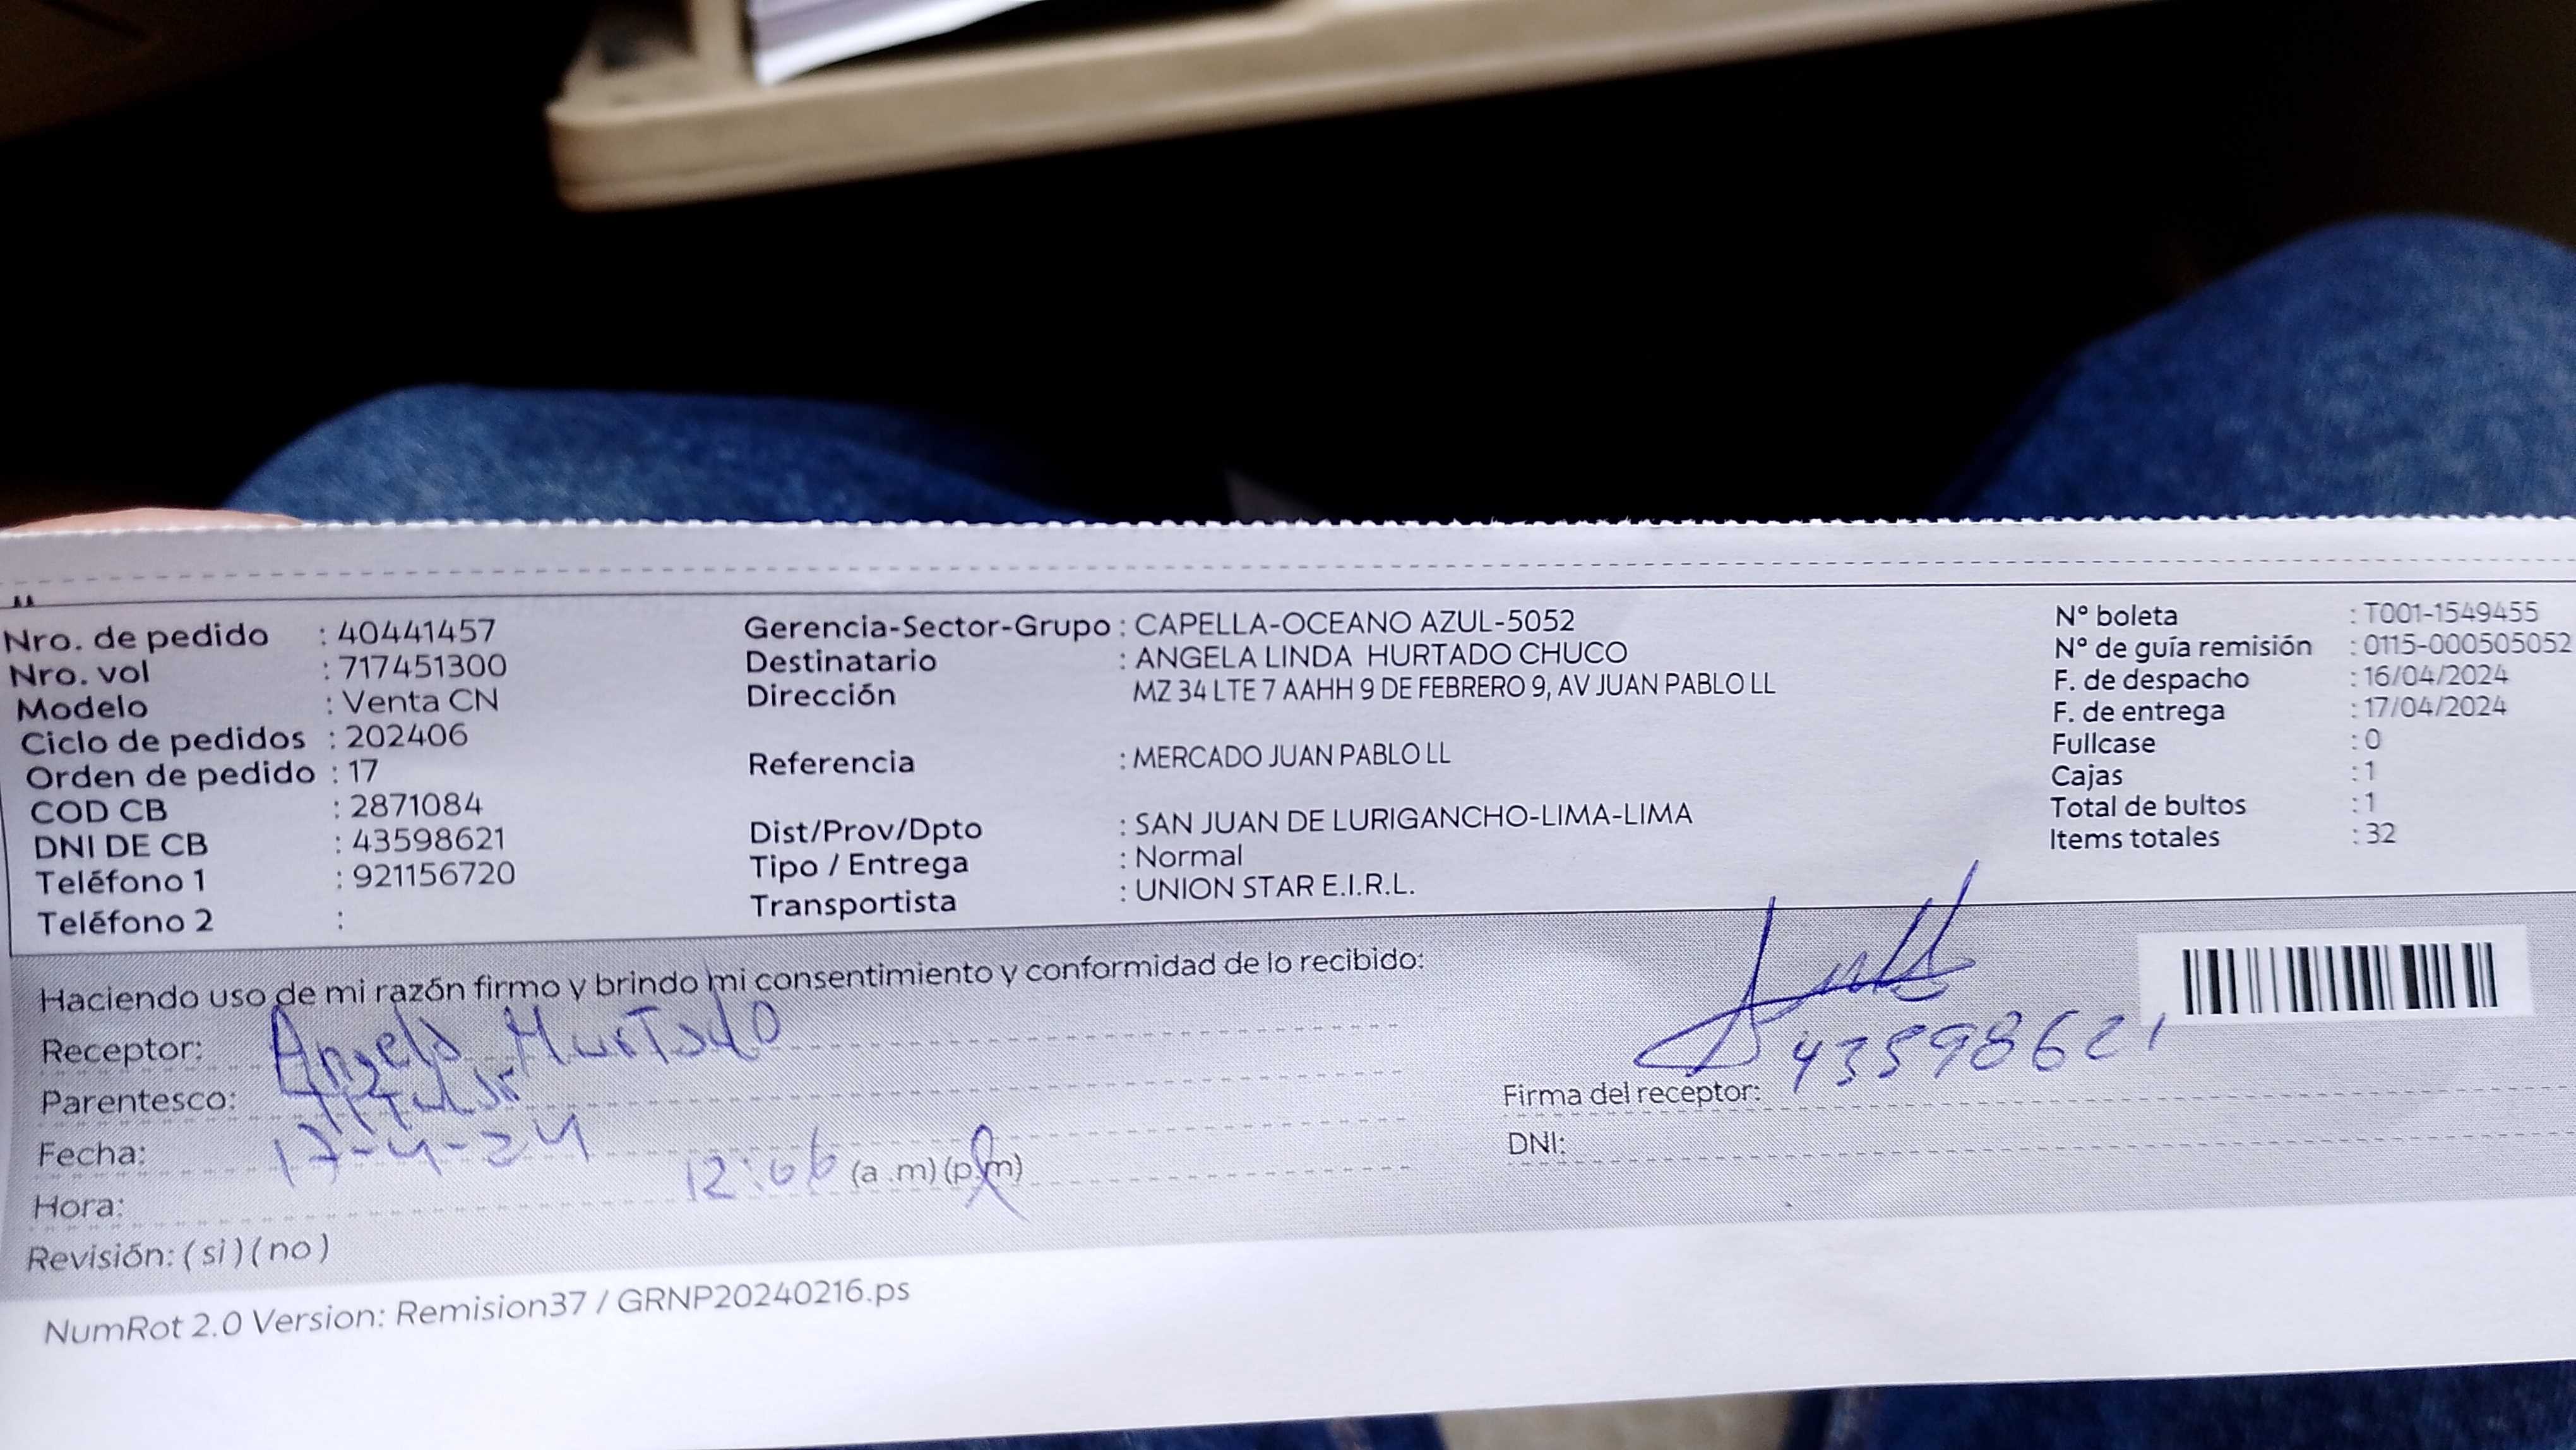 Nro. de pedido : 40441457
Nro. vol : 717451300
Modelo : Venta CN
Ciclo de pedidos : 202406
Orden de pedido : 17
COD CB : 2871084
DNI DE CB : 43598621
Teléfono 1 : 921156720
Teléfono 2 :
Gerencia-Sector-Grupo : CAPELLA-OCEANO AZUL-5052
Destinatario : ANGELA LINDA HURTADO CHUCO
Dirección MZ 34 LTE 7 AAHH 9 DE FEBRERO 9, AV JUAN PABLO LL
Referencia : MERCADO JUAN PABLO LL
Dist/Prov/Dpto : SAN JUAN DE LURIGANCHO-LIMA-LIMA
Tipo / Entrega : Normal
Transportista : UNION STAR E.I.R.L.
N° boleta : T001-1549455
N° de guía remisión : 0115-000505052
F. de despacho : 16/04/2024
F. de entrega : 17/04/2024
Fullcase : 0
Cajas : 1
Total de bultos : 1
Items totales : 32
Haciendo uso de mi razón firmo y brindo mi consentimiento y conformidad de lo recibido:
Receptor: Angela Hurtado
Parentesco: Titular
Fecha: 17-4-24
Hora: 12:06 (a.m) (p.m)
Revisión: (sì) (no)
43598621
Firma del receptor:
DNI:
NumRot 2.0 Version: Remision37 / GRNP20240216.ps